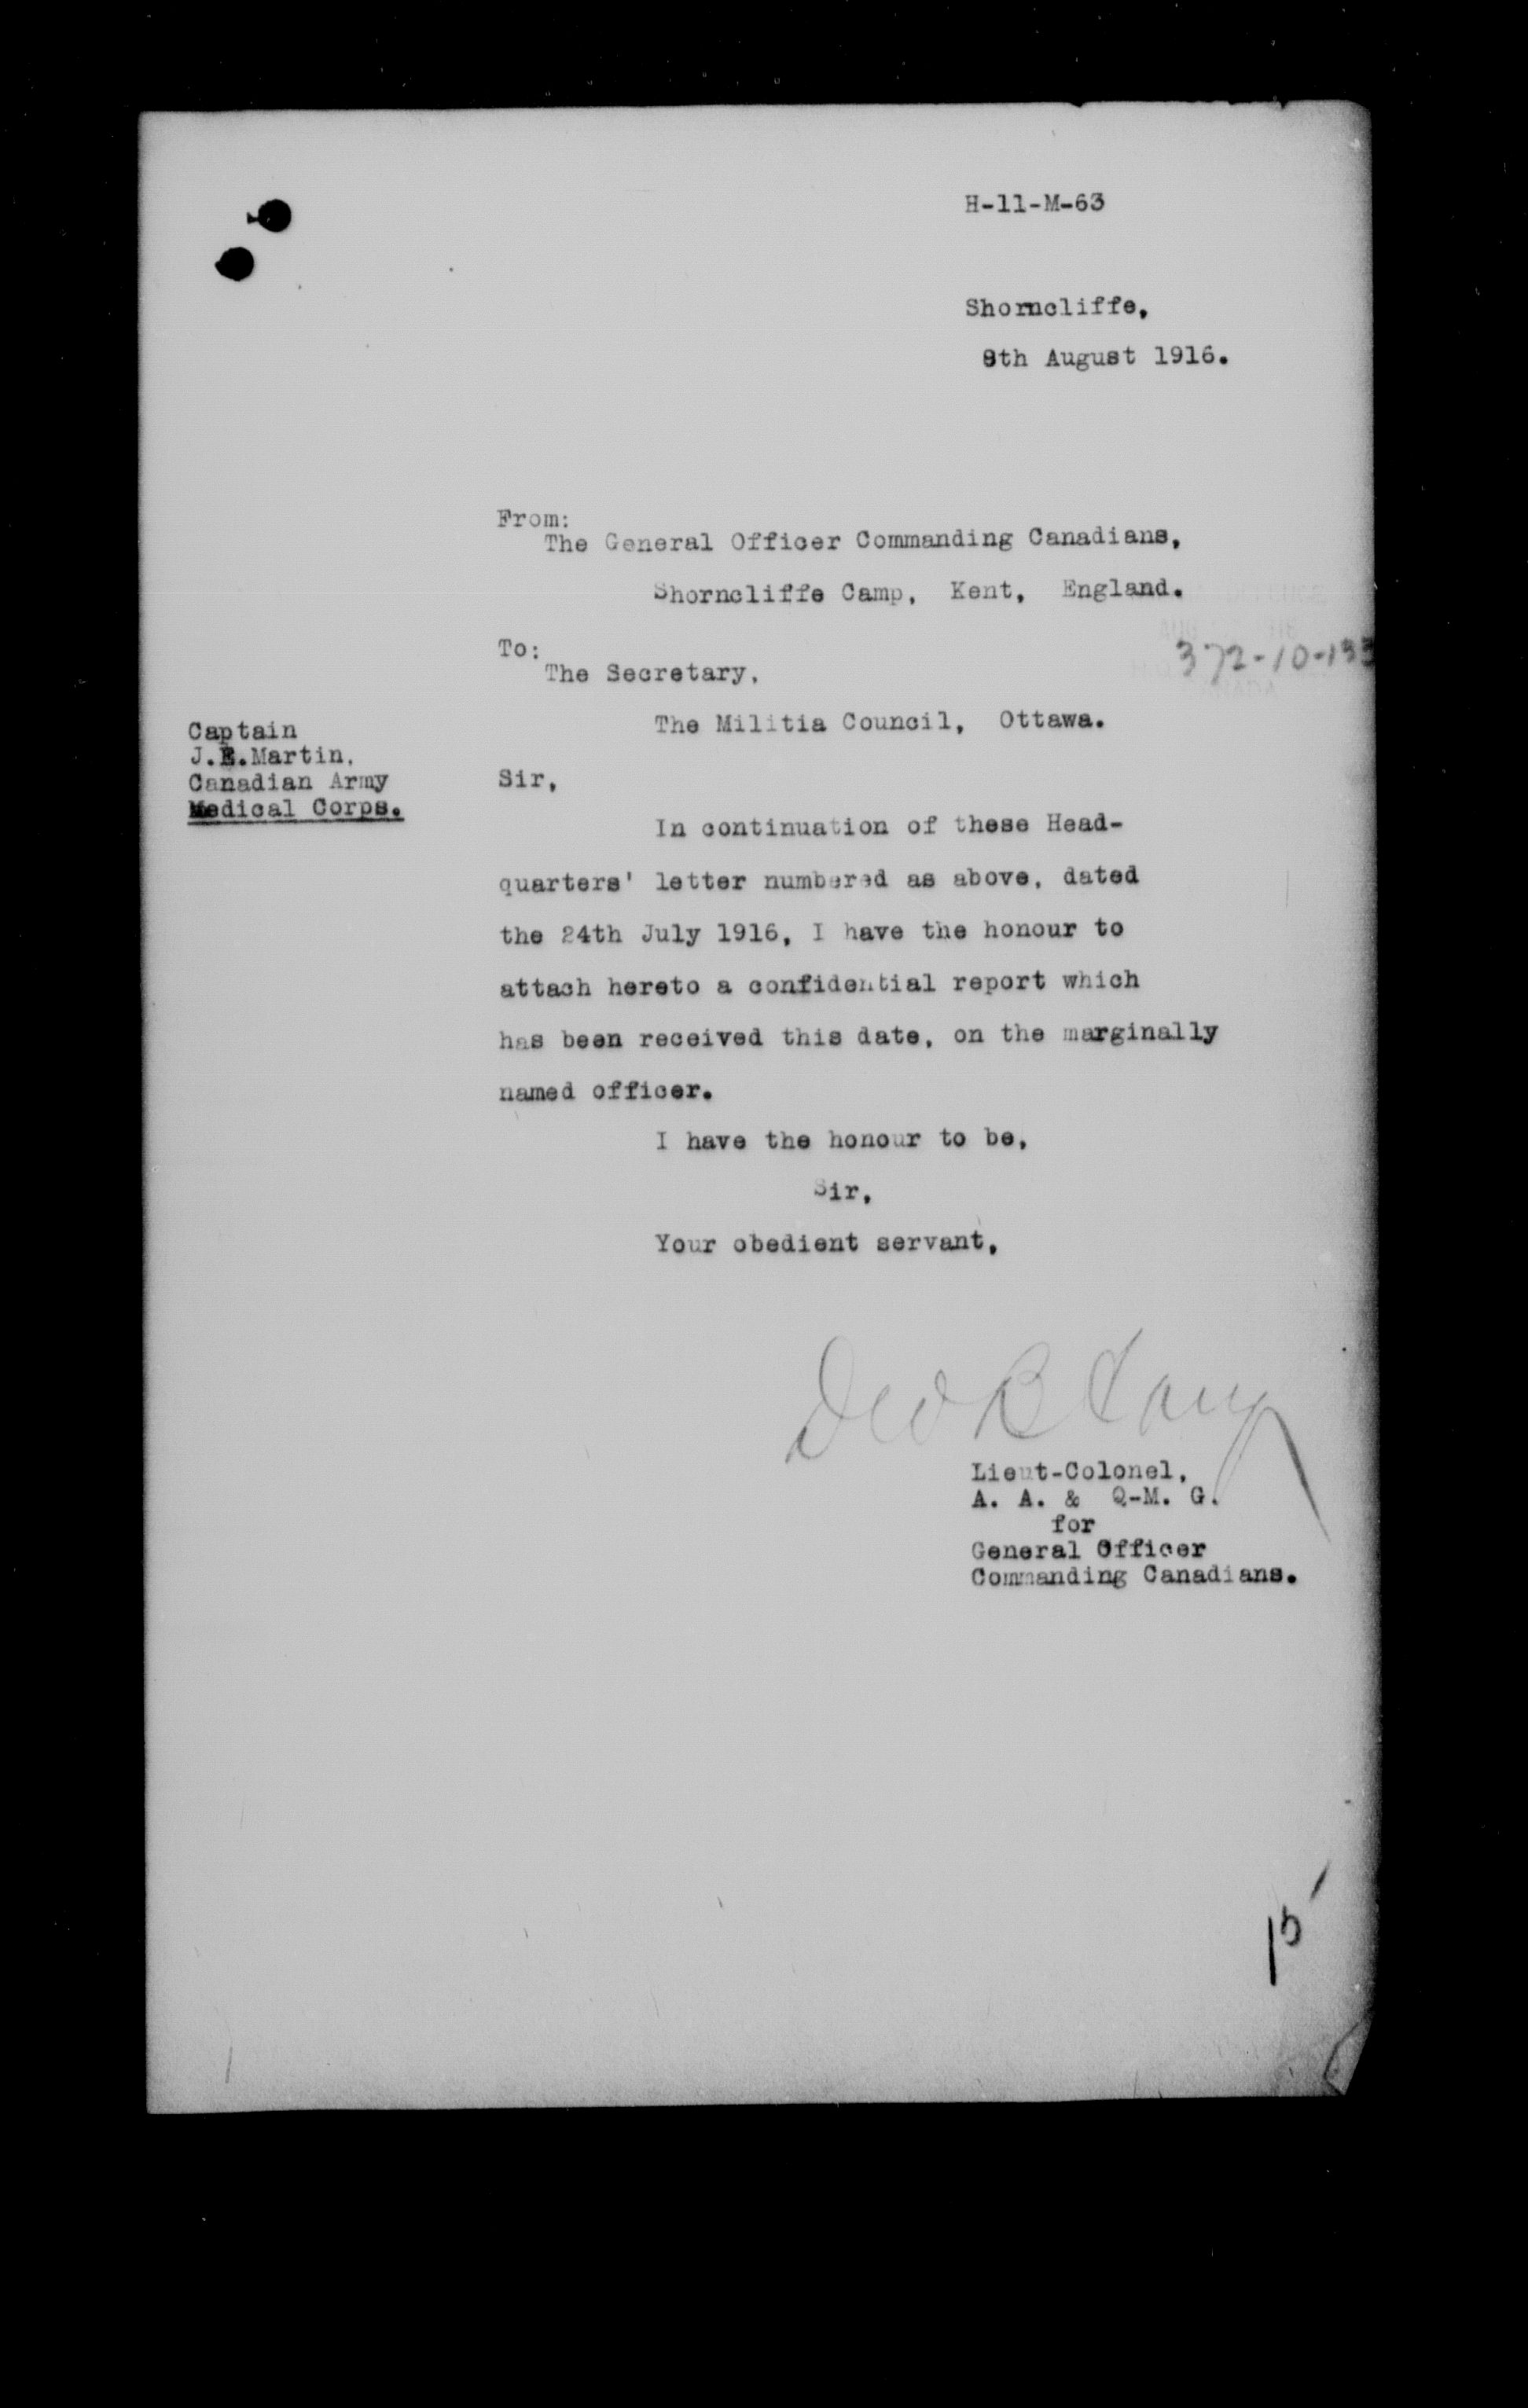 H-11-M-63
Shorncliffe,
8th August 1916.
From:
The General Officer Commanding Canadians,
Shorncliffe Camp, Kent, England.
372-10-133
To:
The Secretary,
The Militia Council, Ottawa.
Captain
J.E.Martin,
Canadian Army
Medical Corps.
Sir,
In continuation of these Head-
quarters' letter numbered as above, dated
the 24th July 1916, I have the honour to
attach hereto a confidential report which
has been received this date, on the marginally
named officer.
I have the honour to be,
Sir,
Your obedient servant,
Lieut-Colonel,
A. A. & Q-M. G.
for
General Officer
Commanding Canadians.